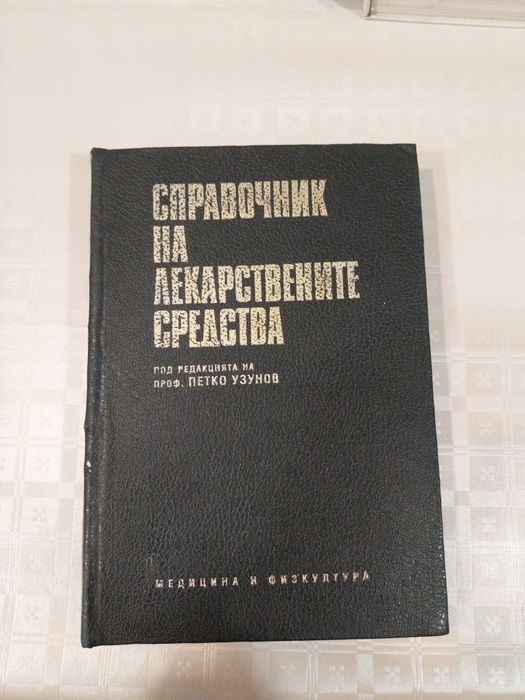 СПРАВОЧНИК
НА
ЛЕКАРСТВЕНИТЕ
СРЕДСТВА
ПОД РЕДАКЦИЯТА НА
ПРОФ. ПЕТКО УЗУНОВ
МЕДИЦИНА И ФИЗКУЛТУРА